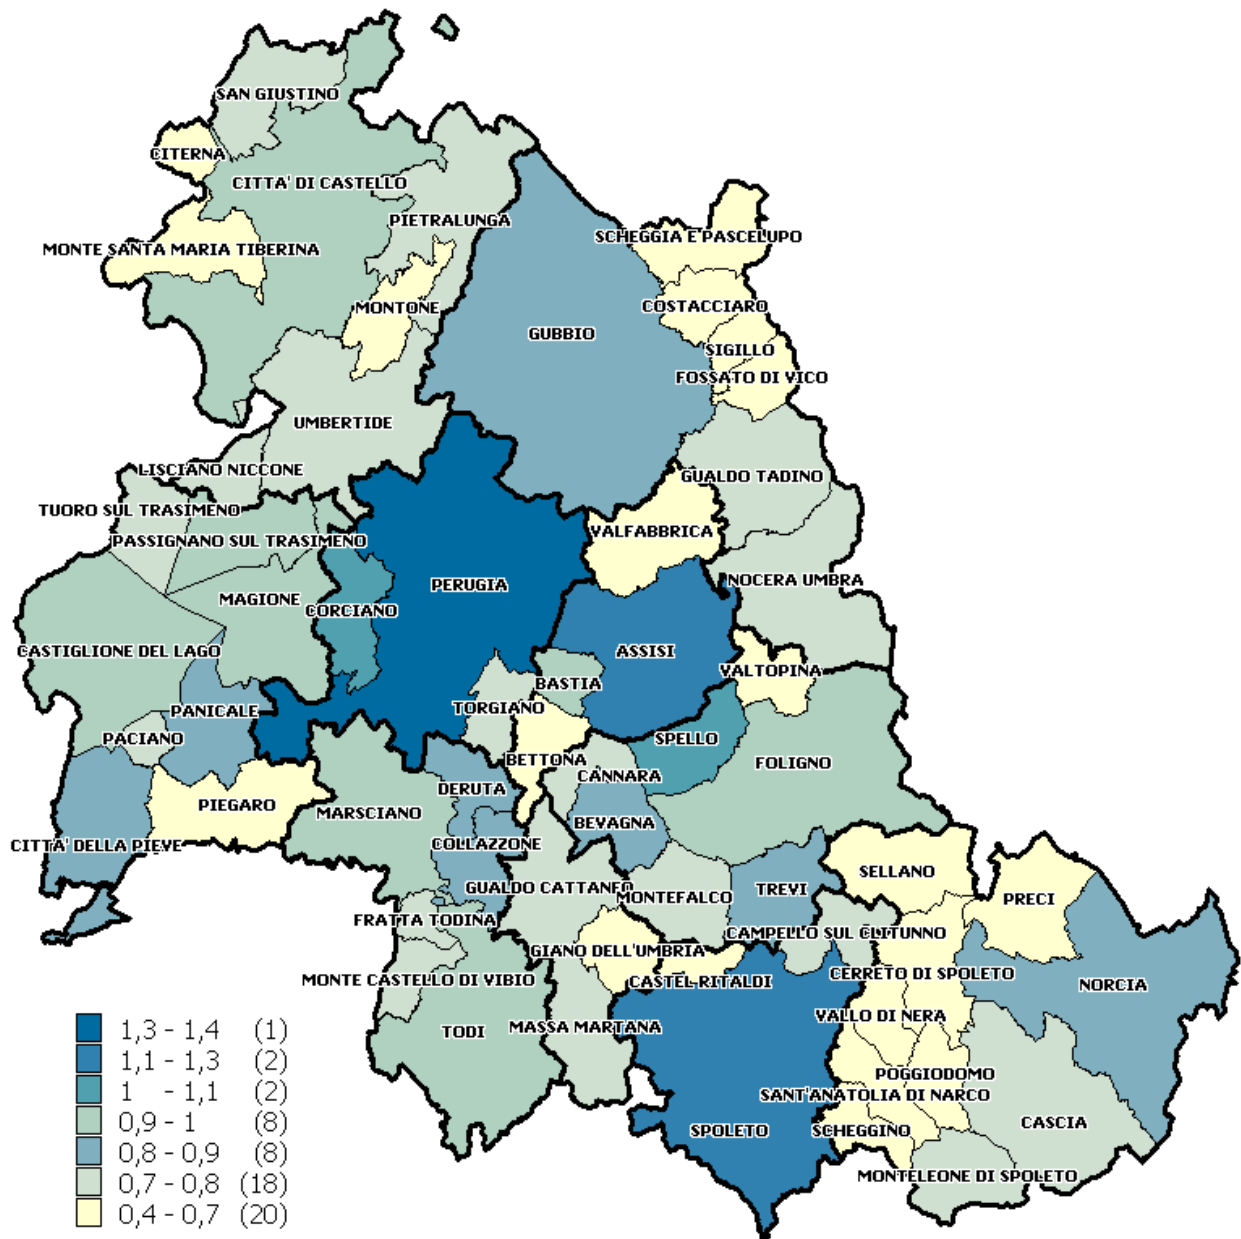 SAN GIUSTINO
CITERNA
CITTA' DI CASTELLO
PIETRALUNGA
SCHEGGIA E PASCELUPO
MONTE SANTA MARIA TIBERINA
MONTONE
COSTACCIARO
GUBBIO
SIGILLO
FOSSATO DI VICO
UMBERTIDE
LISCIANO NICCONE
GUALDO TADINO
TUORO SUL TRASIMENO
VALFABBRICA
PASSIGNANO SUL TRASIMENO
NOCERA UMBRA
PERUGIA
MAGIONE
CORCIANO
CASTIGLIONE DEL LAGO
ASSISI
VALTOPINA
BASTIA
PANICALE
TORGIANO
PACIANO
SPELLO
BETTONA
FOLIGNO
CANNARA
DERUTA
PIEGARO
MARSCIANO
BEVAGNA
CITTA' DELLA PIEVE
COLLAZZONE
SELLANO
GUALDO CATTANEO
MONTEFALCO
TREVI
PRECI
FRATTA TODINA
CAMPELLO SUL CLITUNNO
GIANO DELL'UMBRIA
CERRETO DI SPOLETO
MONTE CASTELLO DI VIBIO
CASTEL RITALDI
NORCIA
VALLO DI NERA
TODI
MASSA MARTANA
POGGIODOMO
SANT'ANATOLIA DI NARCO
CASCIA
SPOLETO
SCHEGGINO
MONTELEONE DI SPOLETO
1,3 - 1,4 (1)
1,1 - 1,3 (2)
1 - 1,1 (2)
0,9 - 1 (8)
0,8 - 0,9 (8)
0,7 - 0,8 (18)
0,4 - 0,7 (20)